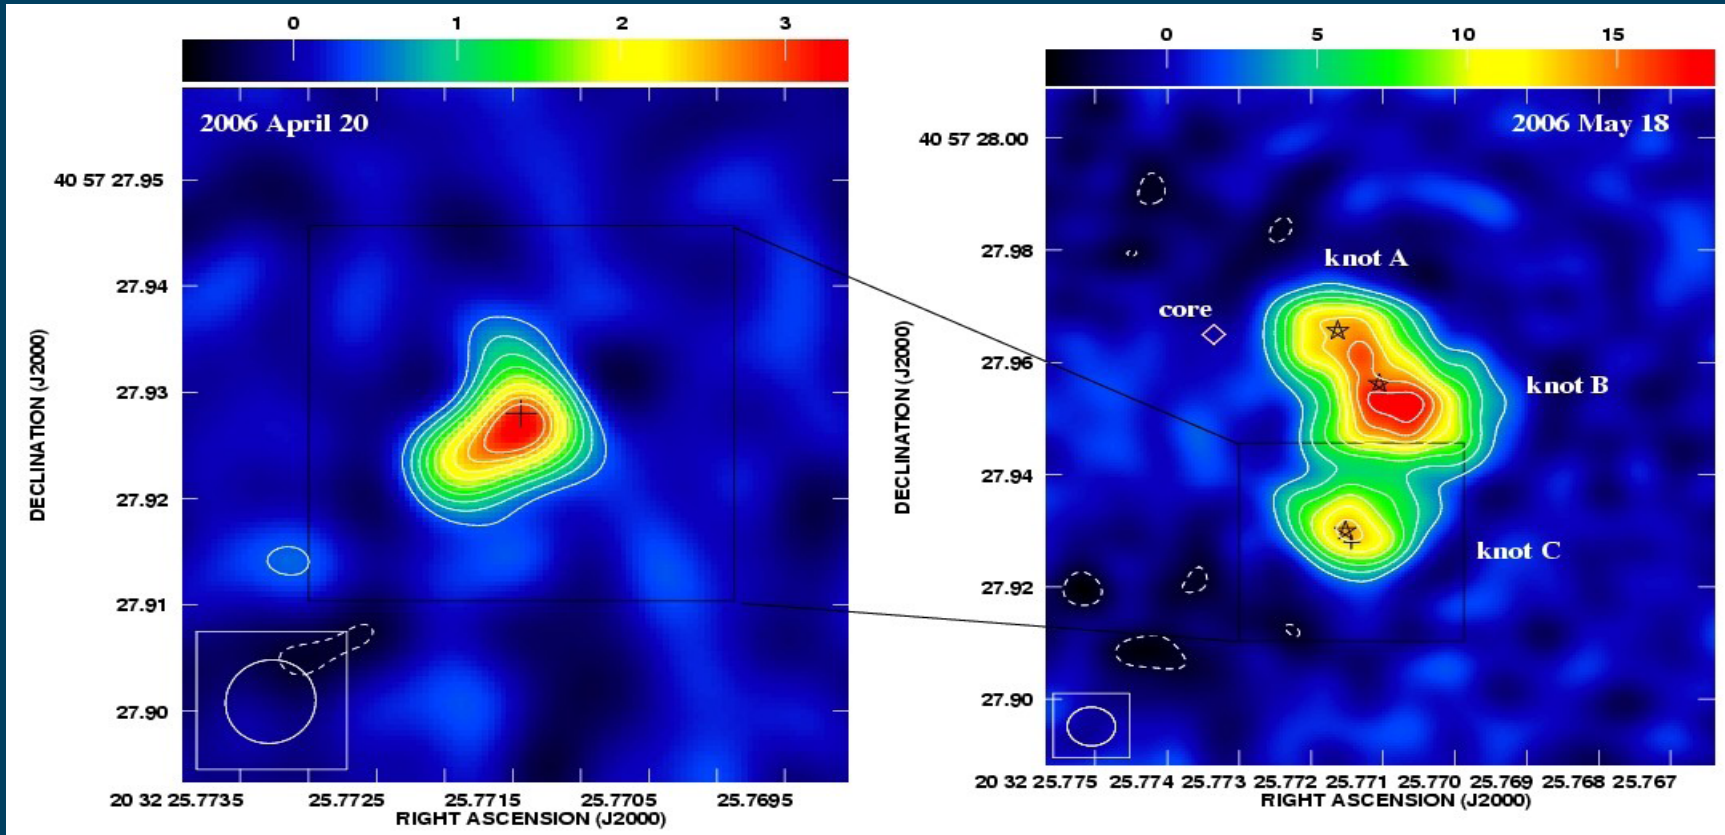 0 1 2 3
2006 April 20
40 57 27.95
27.94
27.93
27.92
27.91
27.90
DECLINATION (J2000)
20 32 25.7735 25.7725 25.7715 25.7705 25.7695
RIGHT ASCENSION (J2000)
0 5 10 15
2006 May 18
40 57 28.00
27.98
27.96
27.94
27.92
27.90
DECLINATION (J2000)
knot A
core
knot B
knot C
20 32 25.775 25.774 25.773 25.772 25.771 25.770 25.769 25.768 25.767
RIGHT ASCENSION (J2000)